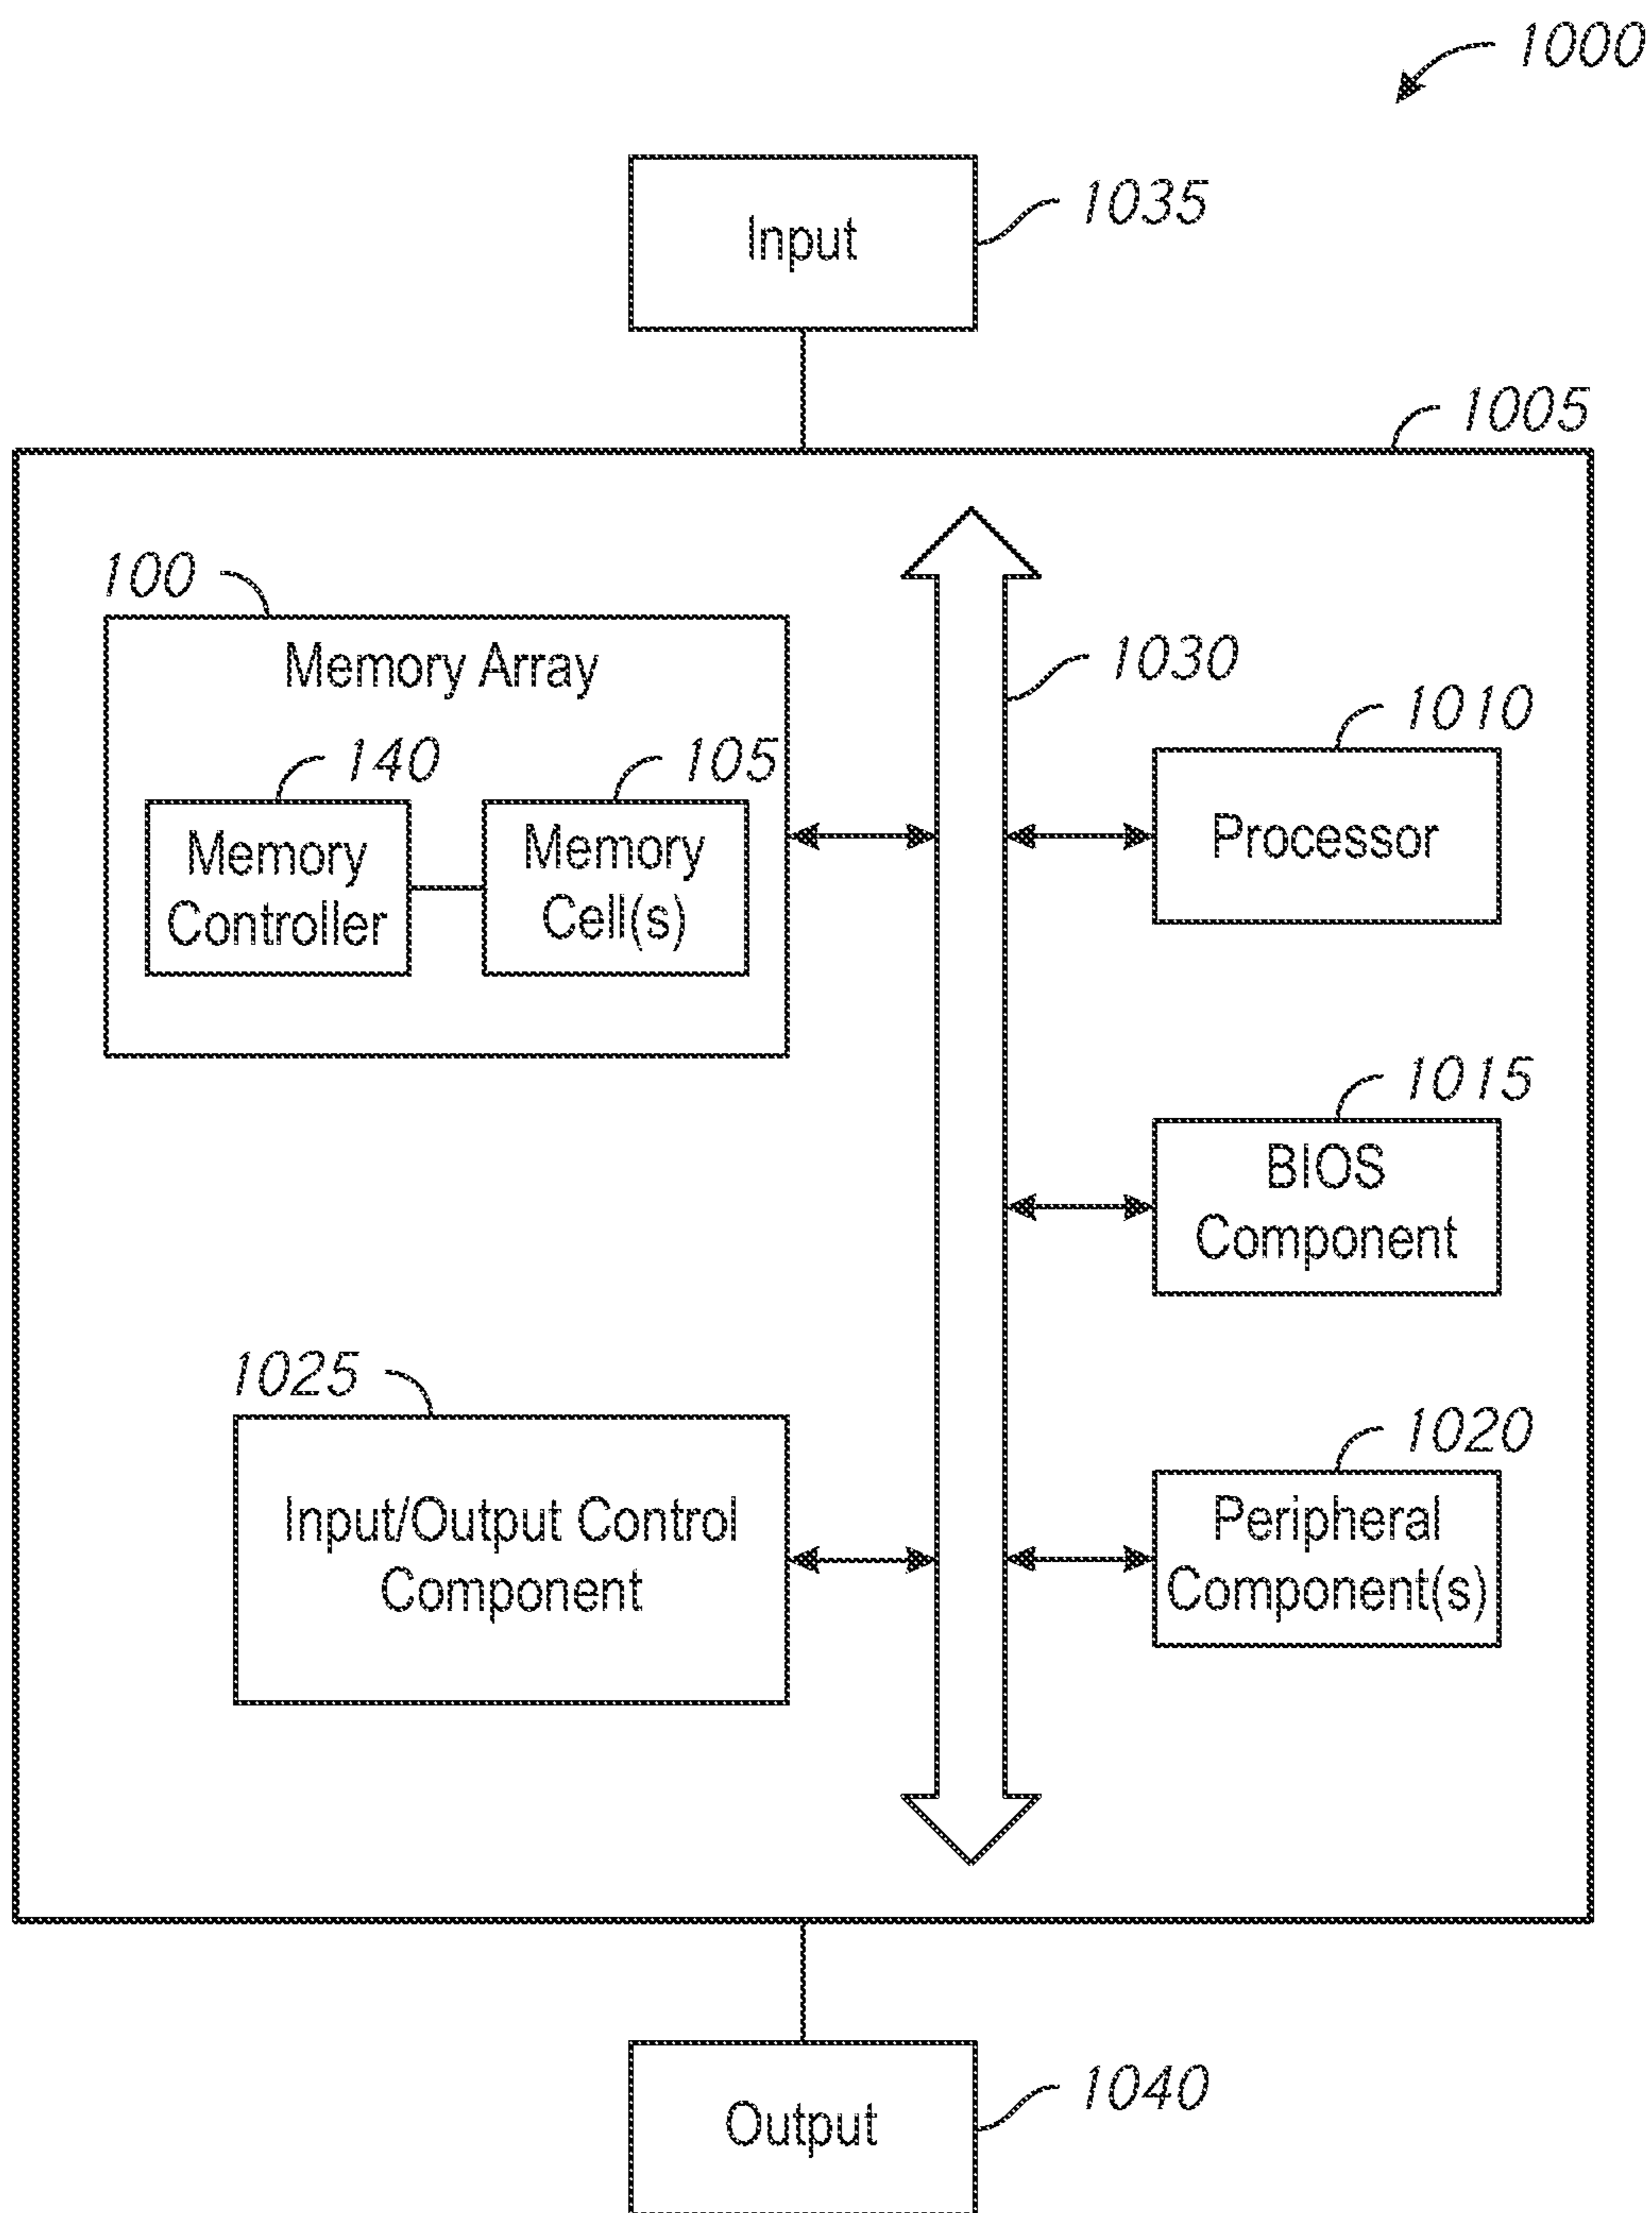 1000
Input
1035
1005
100
Memory Array
1030
1010
140
105
Processor
Memory
Controller
Memory
Cell(s)
1015
BIOS
Component
1025
1020
Input/Output Control
Component
Peripheral
Component(s)
Output
1040